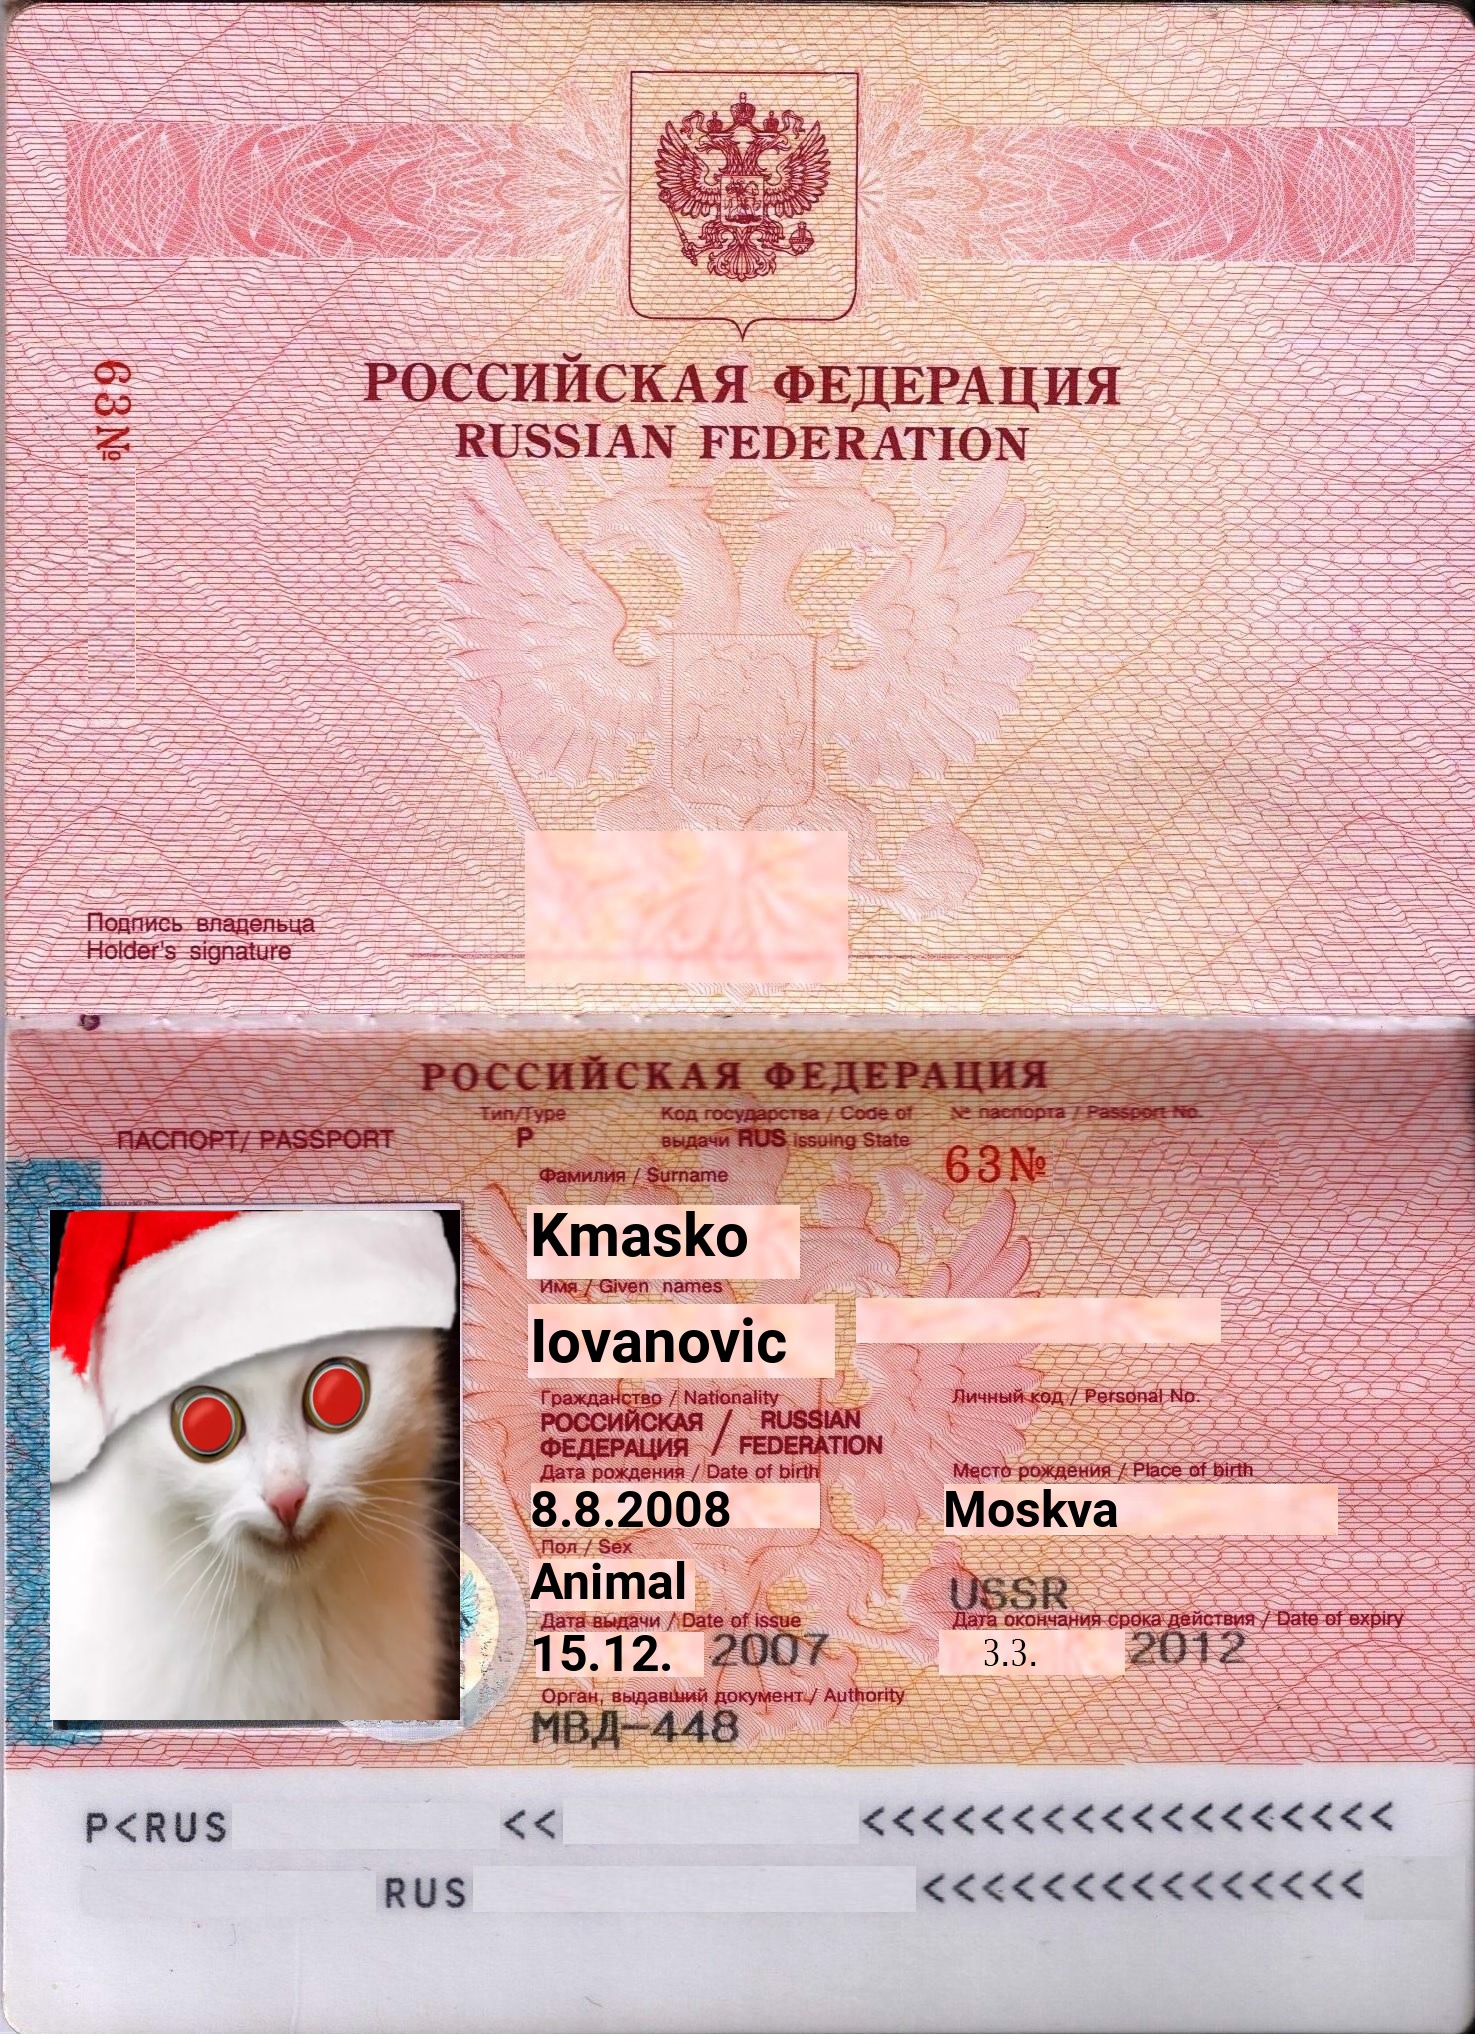 РОССИЙСКАЯ ФЕДЕРАЦИЯ
RUSSIAN FEDERATION
63№
Подпись владельца
Holder's signature
РОССИЙСКАЯ ФЕДЕРАЦИЯ
ПАСПОРТ/ PASSPORT
Тип/Type
P
Код государства / Code of
выдачи RUS issuing State
№ паспорта / Passport No.
63№
Фамилия / Surname
Kmasko
Имя / Given names
Iovanovic
Гражданство / Nationality
РОССИЙСКАЯ / RUSSIAN
ФЕДЕРАЦИЯ / FEDERATION
Личный код / Personal No.
Дата рождения / Date of birth
8.8.2008
Место рождения / Place of birth
Moskva
Пол / Sex
Animal
USSR
Дата выдачи / Date of issue
15.12. 2007
Дата окончания срока действия / Date of expiry
3.3. 2012
Орган, выдавший документ / Authority
МВД-448
P<RUS << <<<<<<<<<<<<<<<<<<
RUS <<<<<<<<<<<<<<<